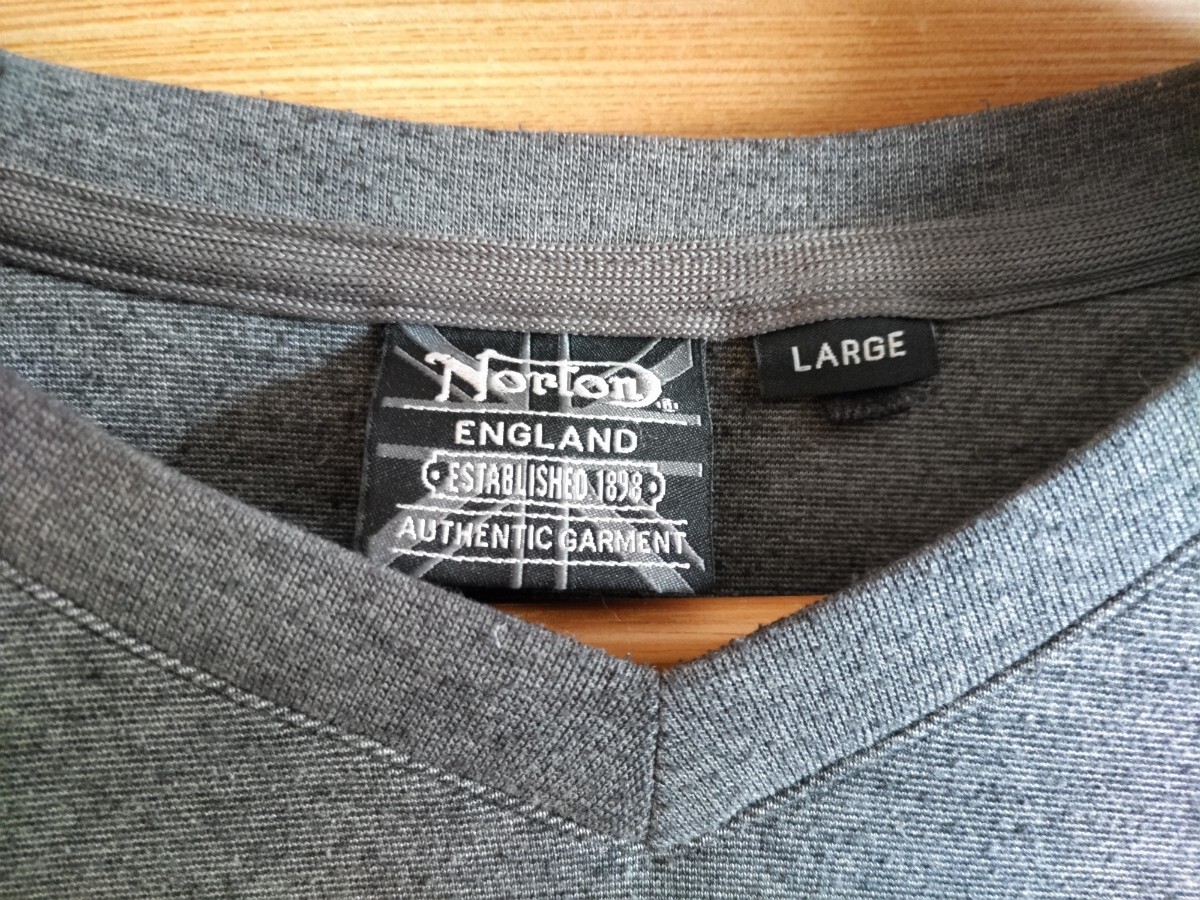 Norton
ENGLAND
ESTABLISHED 1898
AUTHENTIC GARMENT
LARGE